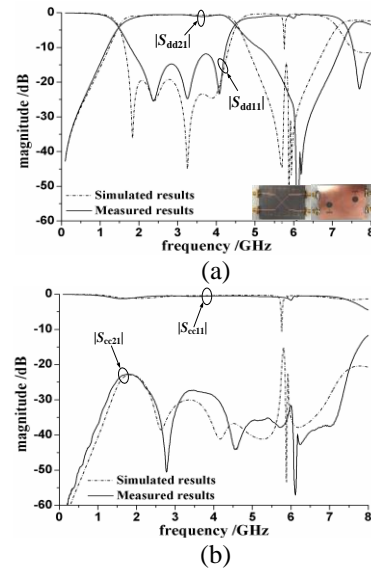 0
-10
-20
-30
-40
-50
-60
magnitude /dB
|Sdd21|
|Sdd11|
Simulated results
Measured results
0 1 2 3 4 5 6 7 8
frequency /GHz
(a)
0
-10
-20
-30
-40
-50
-60
magnitude /dB
|Scc21|
|Scc11|
Simulated results
Measured results
0 1 2 3 4 5 6 7 8
frequency /GHz
(b)